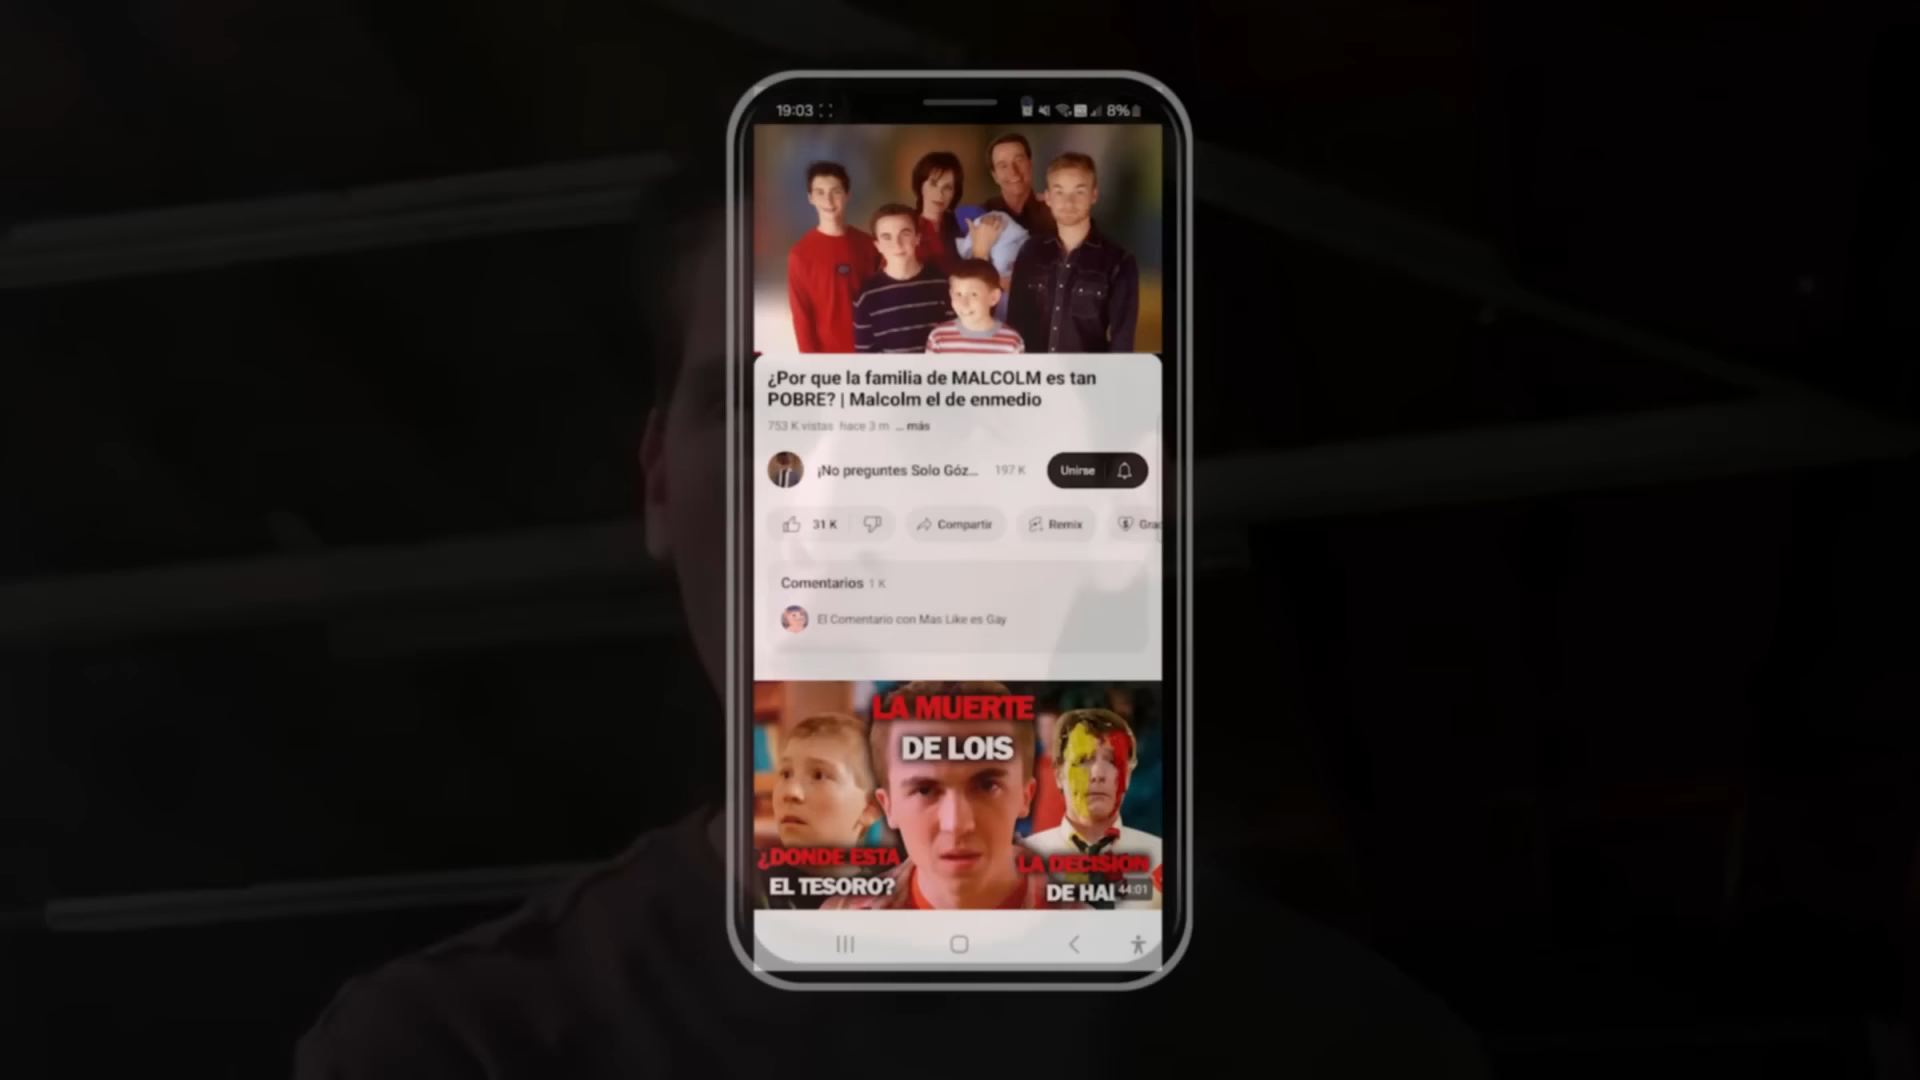 19:03
8%
¿Por que la familia de MALCOLM es tan
POBRE? | Malcolm el de enmedio
753 K vistas hace 3 m ... más
¡No preguntes Solo Góz... 197 K Unirse
31 K Compartir Remix Grac
Comentarios 1 K
El Comentario con Mas Like es Gay
LA MUERTE
DE LOIS
¿DONDE ESTA
EL TESORO?
LA DECISION
DE HAL
44:01